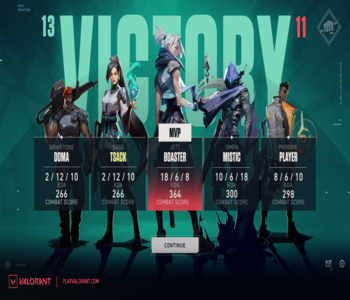 13
11
VICTORY
MVP
BRIMSTONE
DOMA
2 / 12 / 10
KDA
266
COMBAT SCORE
SAGE
TSACK
2 / 12 / 10
KDA
266
COMBAT SCORE
JETT
BOASTER
18 / 6 / 8
KDA
364
COMBAT SCORE
OMEN
MISTIC
10 / 6 / 18
KDA
300
COMBAT SCORE
PHOENIX
PLAYER
8 / 6 / 10
KDA
298
COMBAT SCORE
CONTINUE
VALORANT
PLAYVALORANT.COM